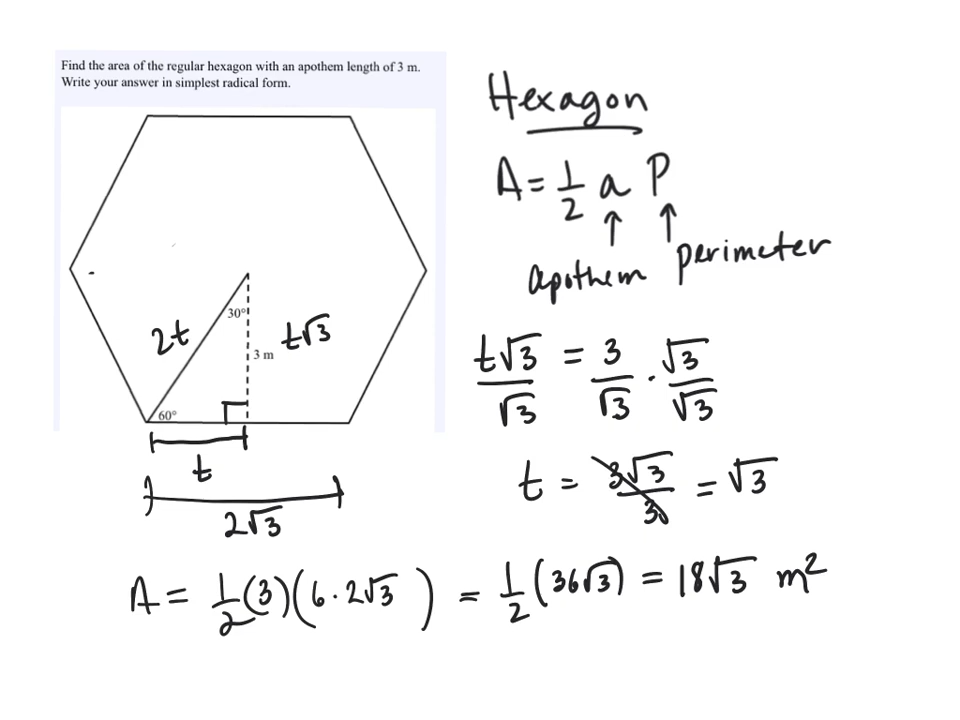 Find the area of the regular hexagon with an apothem length of 3 m.
Write your answer in simplest radical form.
Hexagon
A = 1/2 a P
↑ ↑
apothem perimeter
30°
2t
t√3
3 m
60°
t
2√3
t√3/√3 = 3/√3 · √3/√3
t = 3√3/3 = √3
A = 1/2 (3)(6 · 2√3) = 1/2 (36√3) = 18√3 m²